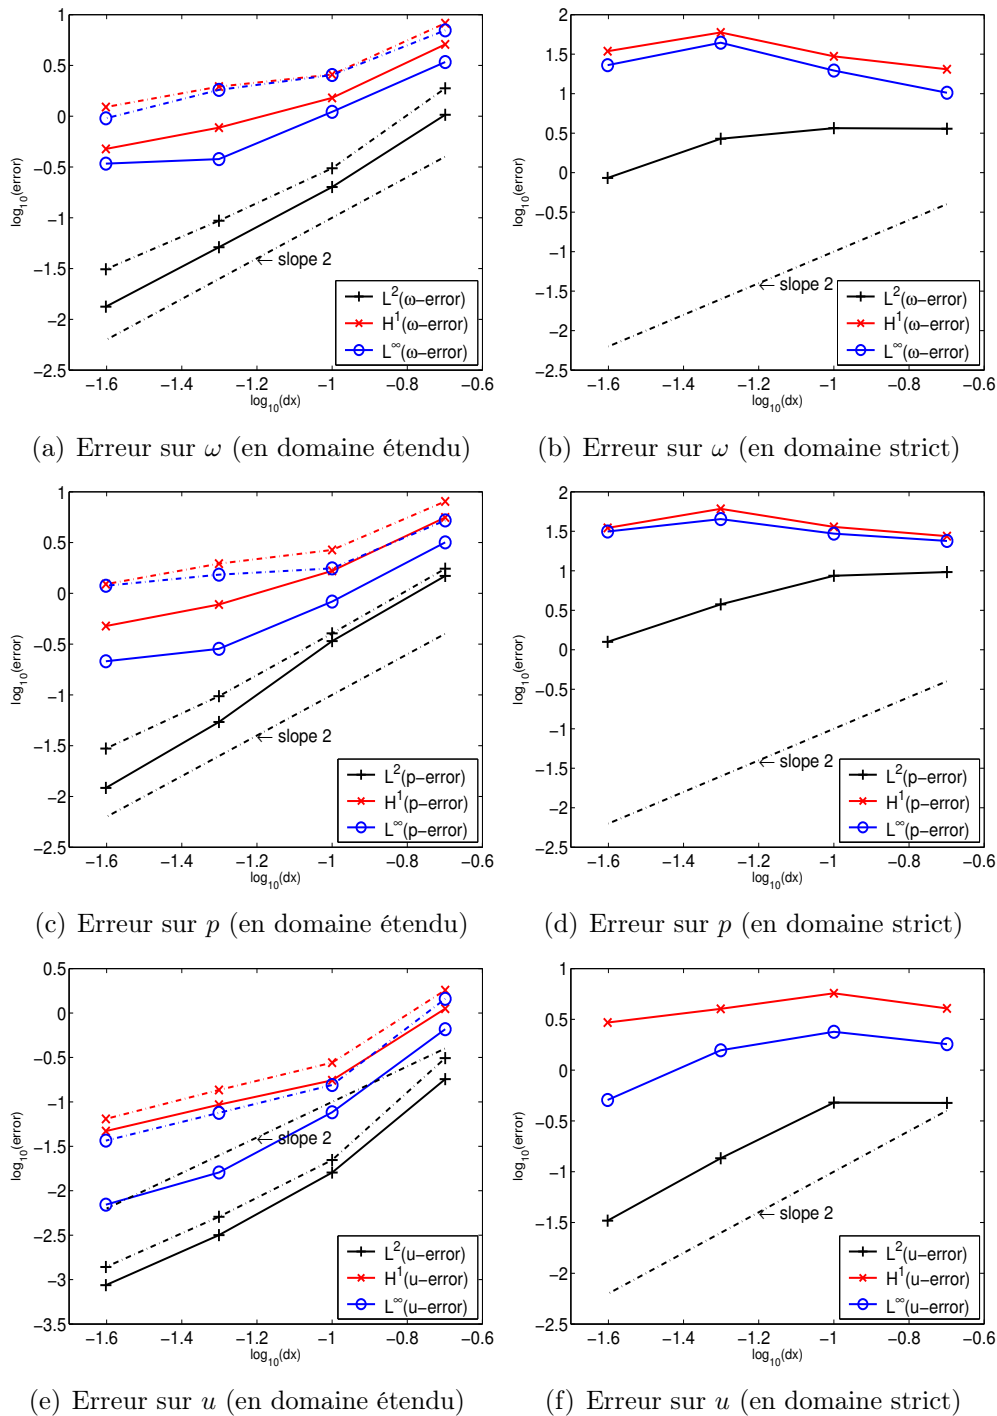 1
0.5
0
−0.5
−1
−1.5
−2
−2.5
log10(error)
← slope 2
L2(ω−error)
H1(ω−error)
L∞(ω−error)
−1.6 −1.4 −1.2 −1 −0.8 −0.6
log10(dx)
(a) Erreur sur ω (en domaine étendu)
2
1.5
1
0.5
0
−0.5
−1
−1.5
−2
−2.5
log10(error)
← slope 2
L2(ω−error)
H1(ω−error)
L∞(ω−error)
−1.6 −1.4 −1.2 −1 −0.8 −0.6
log10(dx)
(b) Erreur sur ω (en domaine strict)
1
0.5
0
−0.5
−1
−1.5
−2
−2.5
log10(error)
← slope 2
L2(p−error)
H1(p−error)
L∞(p−error)
−1.6 −1.4 −1.2 −1 −0.8 −0.6
log10(dx)
(c) Erreur sur p (en domaine étendu)
2
1.5
1
0.5
0
−0.5
−1
−1.5
−2
−2.5
log10(error)
← slope 2
L2(p−error)
H1(p−error)
L∞(p−error)
−1.6 −1.4 −1.2 −1 −0.8 −0.6
log10(dx)
(d) Erreur sur p (en domaine strict)
0.5
0
−0.5
−1
−1.5
−2
−2.5
−3
−3.5
log10(error)
← slope 2
L2(u−error)
H1(u−error)
L∞(u−error)
−1.6 −1.4 −1.2 −1 −0.8 −0.6
log10(dx)
(e) Erreur sur u (en domaine étendu)
1
0.5
0
−0.5
−1
−1.5
−2
−2.5
log10(error)
← slope 2
L2(u−error)
H1(u−error)
L∞(u−error)
−1.6 −1.4 −1.2 −1 −0.8 −0.6
log10(dx)
(f) Erreur sur u (en domaine strict)